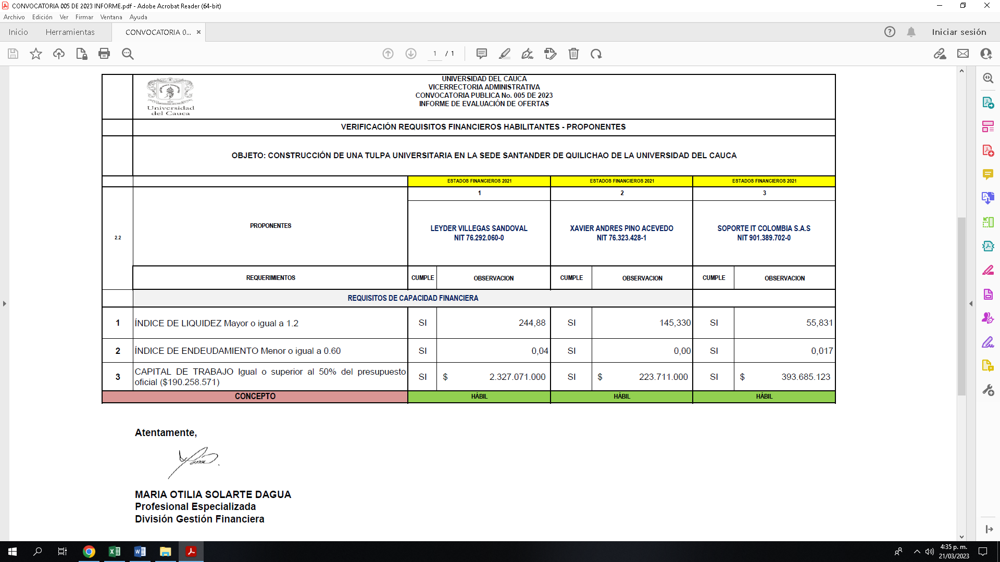 CONVOCATORIA 005 DE 2023 INFORME.pdf - Adobe Acrobat Reader (64-bit)
Archivo Edición Ver Firmar Ventana Ayuda
Inicio Herramientas CONVOCATORIA 0... × Iniciar sesión
1 / 1
Universidad
del Cauca
UNIVERSIDAD DEL CAUCA
VICERRECTORIA ADMINISTRATIVA
CONVOCATORIA PUBLICA No. 005 DE 2023
INFORME DE EVALUACIÓN DE OFERTAS
VERIFICACIÓN REQUISITOS FINANCIEROS HABILITANTES - PROPONENTES
OBJETO: CONSTRUCCIÓN DE UNA TULPA UNIVERSITARIA EN LA SEDE SANTANDER DE QUILICHAO DE LA UNIVERSIDAD DEL CAUCA
ESTADOS FINANCIEROS 2021 ESTADOS FINANCIEROS 2021 ESTADOS FINANCIEROS 2021
1 2 3
2.2 PROPONENTES
LEYDER VILLEGAS SANDOVAL XAVIER ANDRES PINO ACEVEDO SOPORTE IT COLOMBIA S.A.S
NIT 76.292.060-0 NIT 76.323.428-1 NIT 901.389.702-0
REQUERIMIENTOS CUMPLE OBSERVACION CUMPLE OBSERVACION CUMPLE OBSERVACION
REQUISITOS DE CAPACIDAD FINANCIERA
1 ÍNDICE DE LIQUIDEZ Mayor o igual a 1.2 SI 244,88 SI 145,330 SI 55,831
2 ÍNDICE DE ENDEUDAMIENTO Menor o igual a 0.60 SI 0,04 SI 0,00 SI 0,017
3 CAPITAL DE TRABAJO Igual o superior al 50% del presupuesto
oficial ($190.258.571) SI $ 2.327.071.000 SI $ 223.711.000 SI $ 393.685.123
CONCEPTO HÁBIL HÁBIL HÁBIL
Atentamente,
MARIA OTILIA SOLARTE DAGUA
Profesional Especializada
División Gestión Financiera
4:35 p. m.
21/03/2023